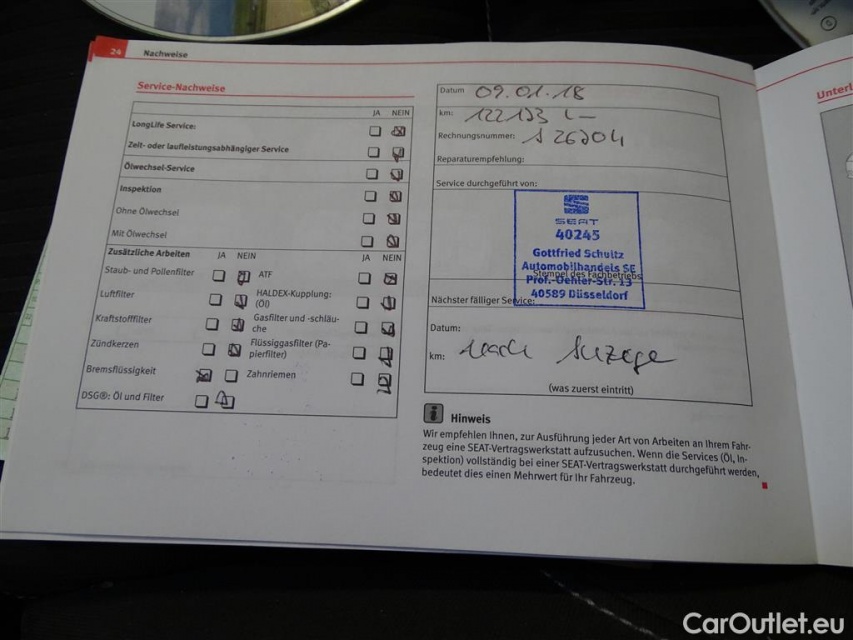 24 Nachweise
Service-Nachweise
JA NEIN
LongLife Service:
Zeit- oder laufleistungsabhängiger Service
Ölwechsel-Service
Inspektion
Ohne Ölwechsel
Mit Ölwechsel
Zusätzliche Arbeiten JA NEIN JA NEIN
Staub- und Pollenfilter ATF
Luftfilter HALDEX-Kupplung:
(Öl)
Kraftstofffilter Gasfilter und -schläu-
che
Zündkerzen Flüssiggasfilter (Pa-
pierfilter)
Bremsflüssigkeit Zahnriemen
DSG®: Öl und Filter
Datum 09.01.18
km: 122193
Rechnungsnummer:
Reparaturempfehlung:
Service durchgeführt von:
SEAT
40245
Gottfried Schultz
Automobilhandels SE
Stempel des Fachbetriebs
Prof.-Oehler-Str. 13
40589 Düsseldorf
Nächster fälliger Service:
Datum:
km: nach Anzeige
(was zuerst eintritt)
i Hinweis
Wir empfehlen Ihnen, zur Ausführung jeder Art von Arbeiten an Ihrem Fahr-
zeug eine SEAT-Vertragswerkstatt aufzusuchen. Wenn die Services (Öl, In-
spektion) vollständig bei einer SEAT-Vertragswerkstatt durchgeführt werden,
bedeutet dies einen Mehrwert für Ihr Fahrzeug.
CarOutlet.eu